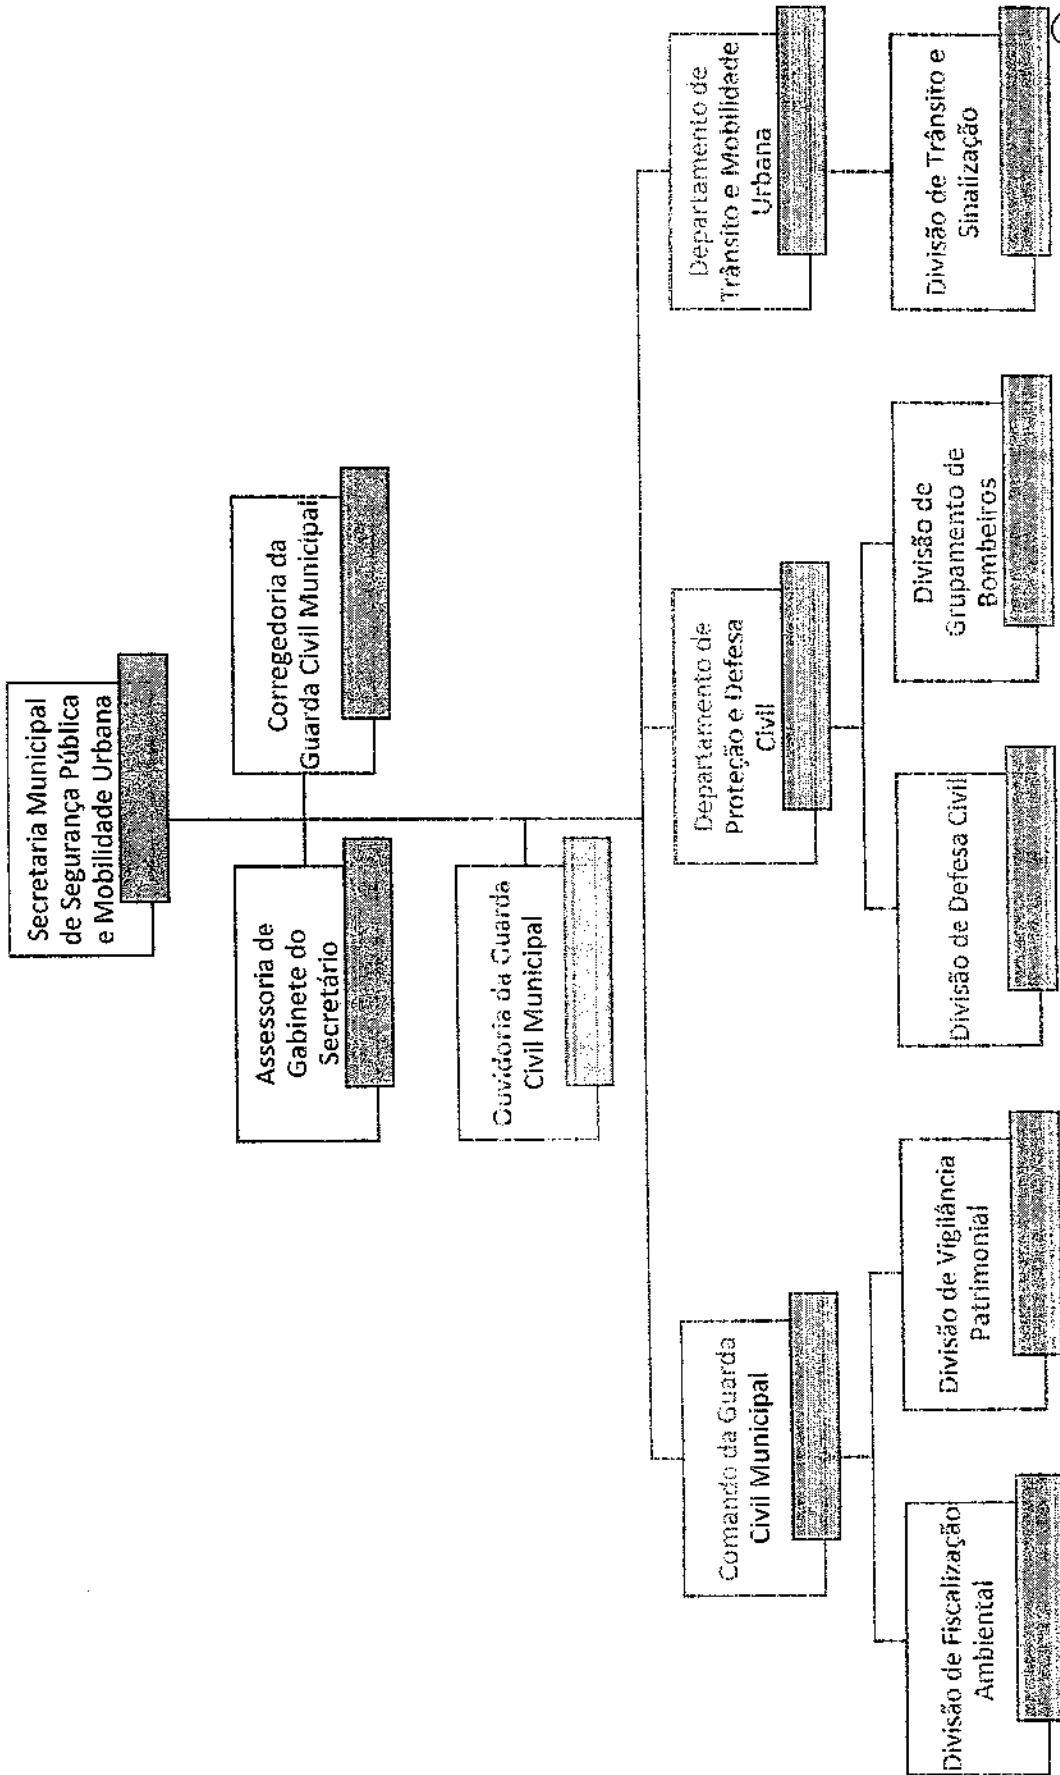 Secretaria Municipal
de Segurança Pública
e Mobilidade Urbana
Assessoria de
Gabinete do
Secretário
Corregedoria da
Guarda Civil Municipal
Ouvidoria da Guarda
Civil Municipal
Comando da Guarda
Civil Municipal
Departamento de
Proteção e Defesa
Civil
Departamento de
Trânsito e Mobilidade
Urbana
Divisão de Fiscalização
Ambiental
Divisão de Vigilância
Patrimonial
Divisão de Defesa Civil
Divisão de
Grupamento de
Bombeiros
Divisão de Trânsito e
Sinalização